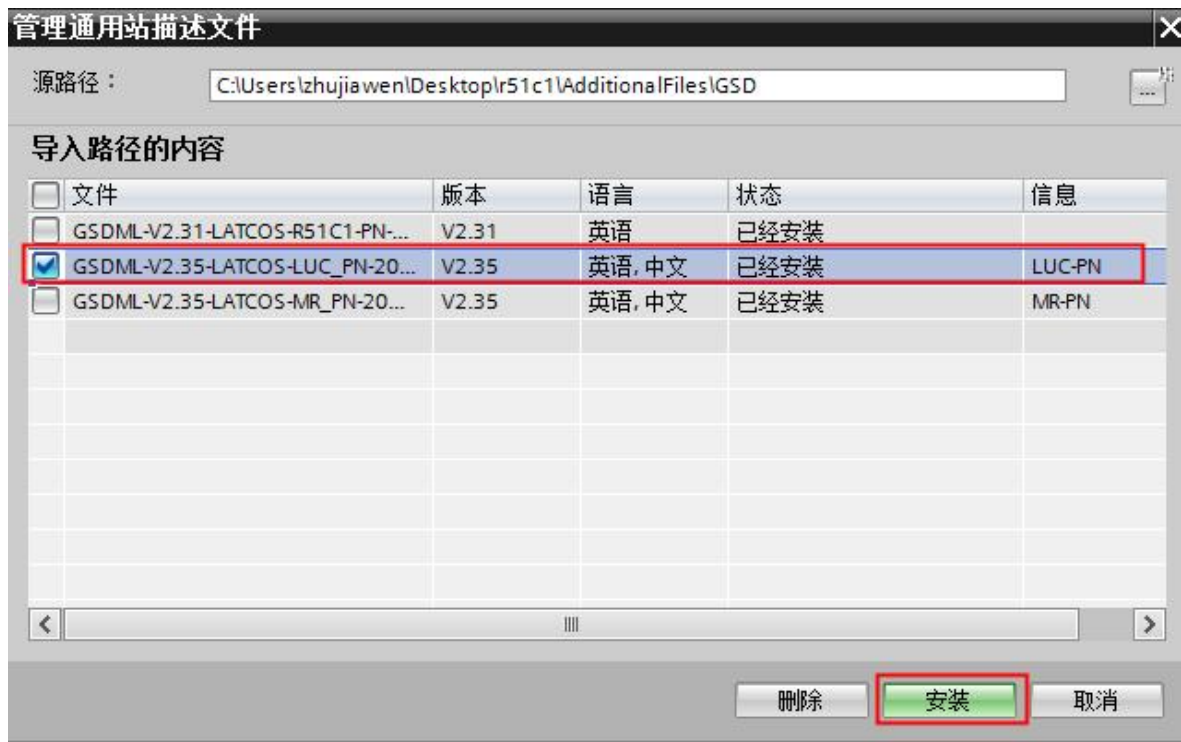 管理通用站描述文件
源路径： C:\Users\zhujiawen\Desktop\r51c1\AdditionalFiles\GSD ...
导入路径的内容
文件 版本 语言 状态 信息
GSDML-V2.31-LATCOS-R51C1-PN-... V2.31 英语 已经安装
GSDML-V2.35-LATCOS-LUC_PN-20... V2.35 英语, 中文 已经安装 LUC-PN
GSDML-V2.35-LATCOS-MR_PN-20... V2.35 英语, 中文 已经安装 MR-PN
删除 安装 取消